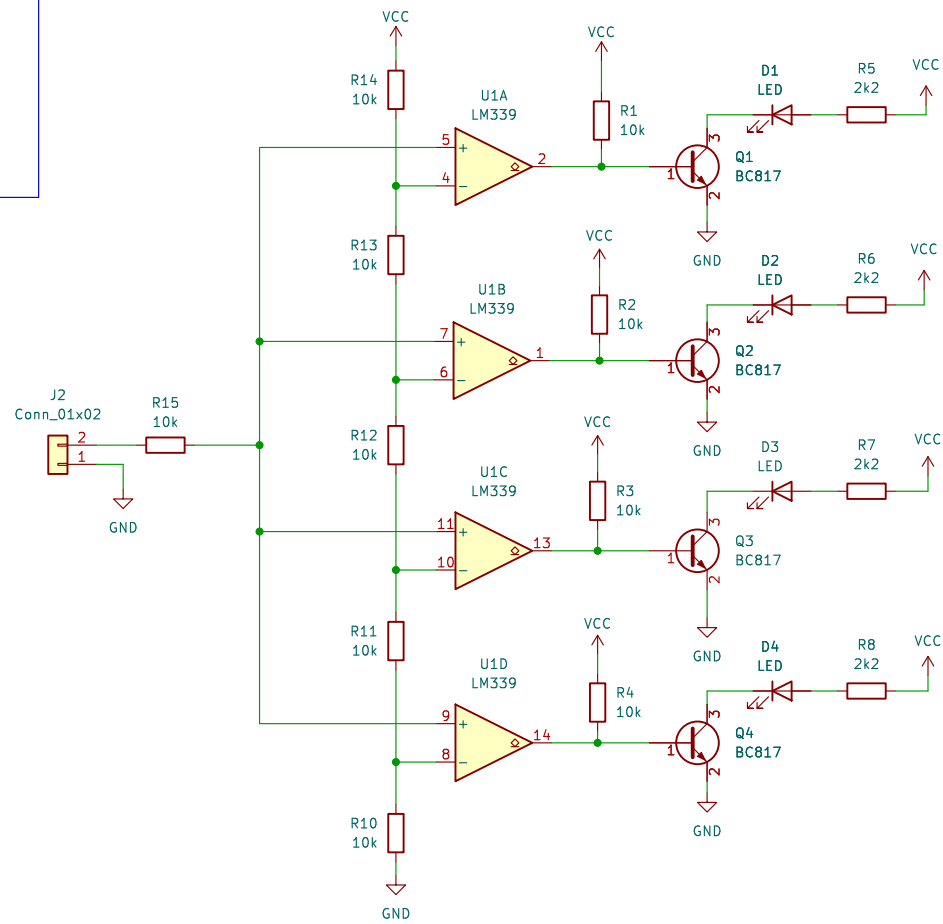 VCC
R14
10k
U1A
LM339
5
+
4
−
2
VCC
R1
10k
D1
LED
R5
2k2
VCC
3
1
Q1
BC817
2
GND
R13
10k
U1B
LM339
7
+
6
−
1
VCC
R2
10k
D2
LED
R6
2k2
VCC
3
1
Q2
BC817
2
GND
J2
Conn_01x02
2
1
GND
R15
10k
R12
10k
U1C
LM339
11
+
10
−
13
VCC
R3
10k
D3
LED
R7
2k2
VCC
3
1
Q3
BC817
2
GND
R11
10k
U1D
LM339
9
+
8
−
14
VCC
R4
10k
D4
LED
R8
2k2
VCC
3
1
Q4
BC817
2
GND
R10
10k
GND